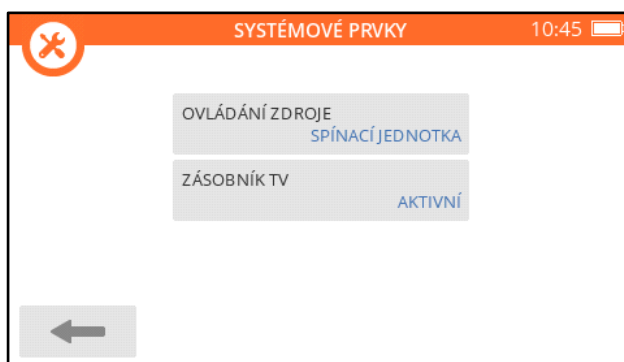 SYSTÉMOVÉ PRVKY 10:45
OVLÁDÁNÍ ZDROJE
SPÍNACÍ JEDNOTKA
ZÁSOBNÍK TV
AKTIVNÍ